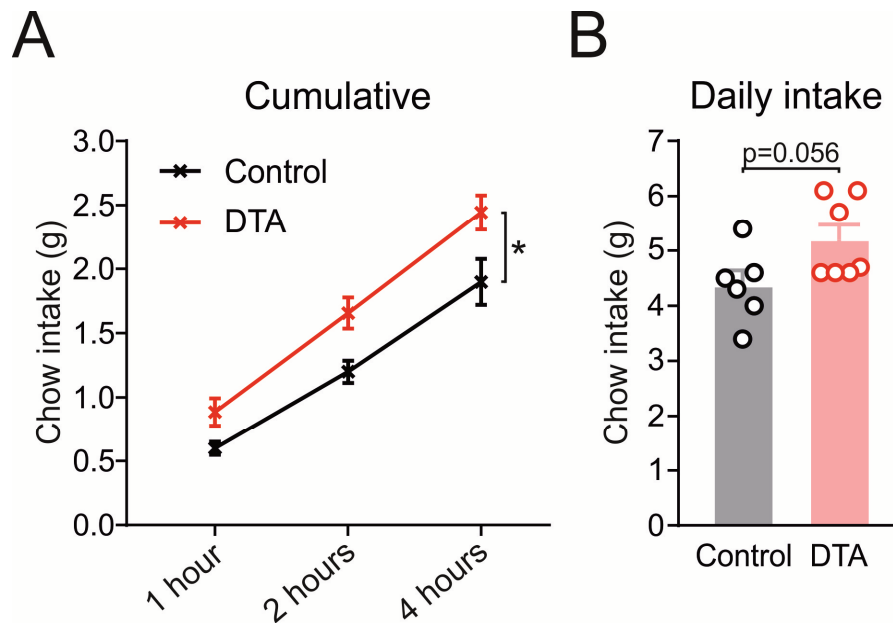 A
B
Cumulative
Daily intake
Chow intake (g)
3.0
2.5
2.0
1.5
1.0
0.5
0.0
Control
DTA
*
1 hour
2 hours
4 hours
Chow intake (g)
7
6
5
4
3
2
1
0
p=0.056
Control
DTA